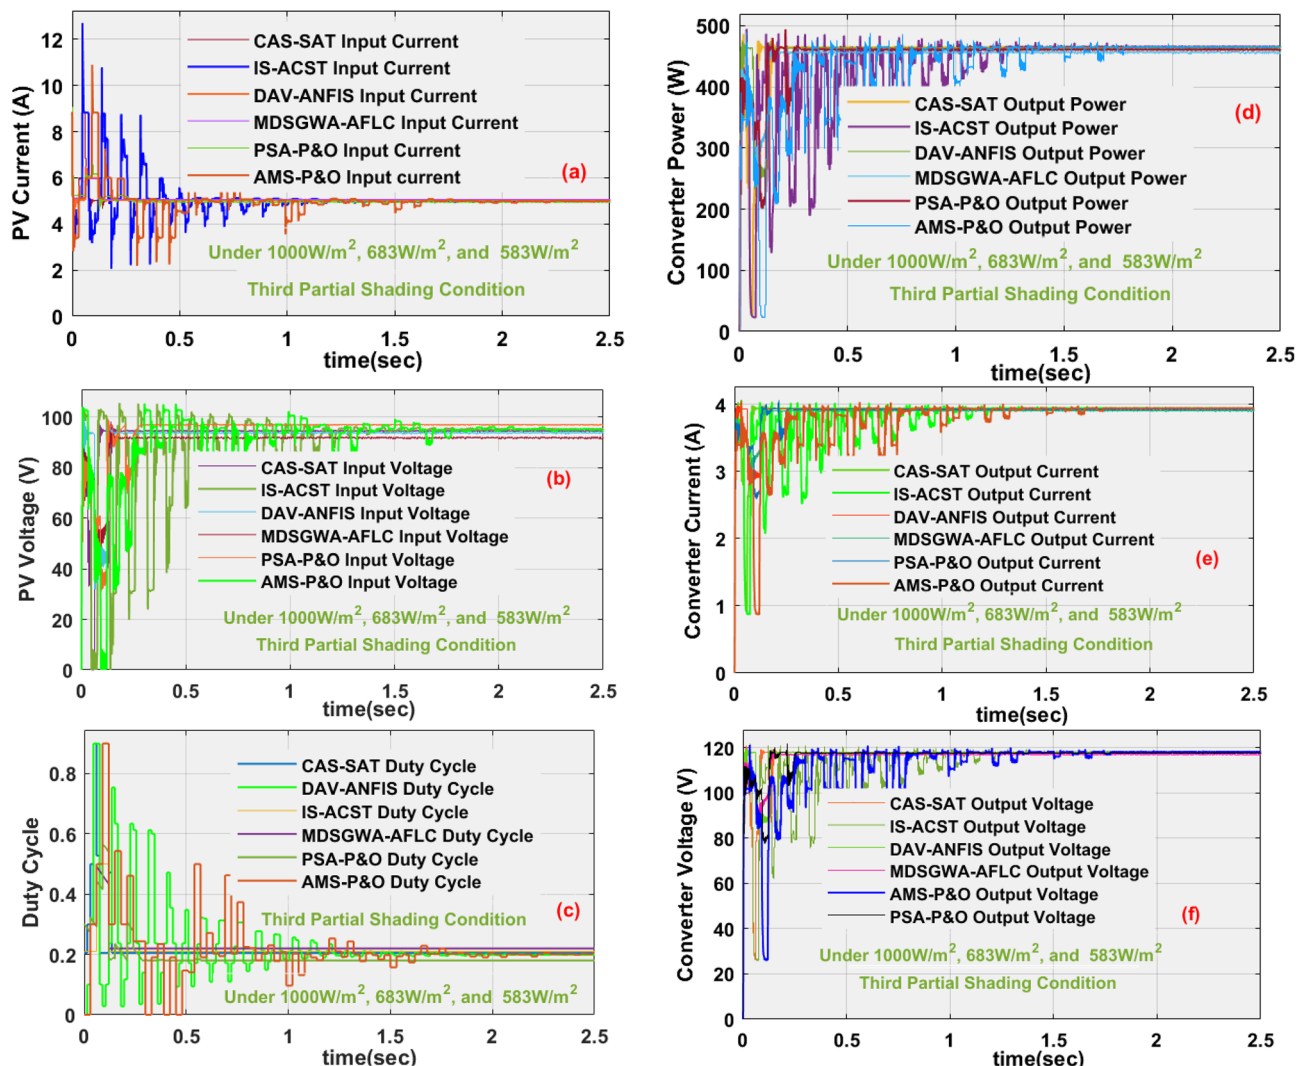 12
10
8
6
4
2
0
PV Current (A)
CAS-SAT Input Current
IS-ACST Input Current
DAV-ANFIS Input Current
MDSGWA-AFLC Input Current
PSA-P&O Input Current
AMS-P&O Input current
(a)
Under 1000W/m², 683W/m², and 583W/m²
Third Partial Shading Condition
0 0.5 1 1.5 2 2.5
time(sec)
500
400
300
200
100
0
Converter Power (W)
CAS-SAT Output Power
IS-ACST Output Power
DAV-ANFIS Output Power
MDSGWA-AFLC Output Power
PSA-P&O Output Power
AMS-P&O Output Power
(d)
Under 1000W/m², 683W/m², and 583W/m²
Third Partial Shading Condition
0 0.5 1 1.5 2 2.5
time(sec)
100
80
60
40
20
0
PV Voltage (V)
CAS-SAT Input Voltage
IS-ACST Input Voltage
DAV-ANFIS Input Voltage
MDSGWA-AFLC Input Voltage
PSA-P&O Input Voltage
AMS-P&O Input Voltage
(b)
Under 1000W/m², 683W/m², and 583W/m²
Third Partial Shading Condition
0 0.5 1 1.5 2 2.5
time(sec)
4
3
2
1
0
Converter Current (A)
CAS-SAT Output Current
IS-ACST Output Current
DAV-ANFIS Output Current
MDSGWA-AFLC Output Current
PSA-P&O Output Current
AMS-P&O Output Current
(e)
Under 1000W/m², 683W/m², and 583W/m²
Third Partial Shading Condition
0 0.5 1 1.5 2 2.5
time(sec)
0.8
0.6
0.4
0.2
0
Duty Cycle
CAS-SAT Duty Cycle
DAV-ANFIS Duty Cycle
IS-ACST Duty Cycle
MDSGWA-AFLC Duty Cycle
PSA-P&O Duty Cycle
AMS-P&O Duty Cycle
Third Partial Shading Condition
(c)
Under 1000W/m², 683W/m², and 583W/m²
0 0.5 1 1.5 2 2.5
time(sec)
120
100
80
60
40
20
0
Converter Voltage (V)
CAS-SAT Output Voltage
IS-ACST Output Voltage
DAV-ANFIS Output Voltage
MDSGWA-AFLC Output Voltage
AMS-P&O Output Voltage
PSA-P&O Output Voltage
(f)
Under 1000W/m², 683W/m², and 583W/m²
Third Partial Shading Condition
0 0.5 1 1.5 2 2.5
time(sec)